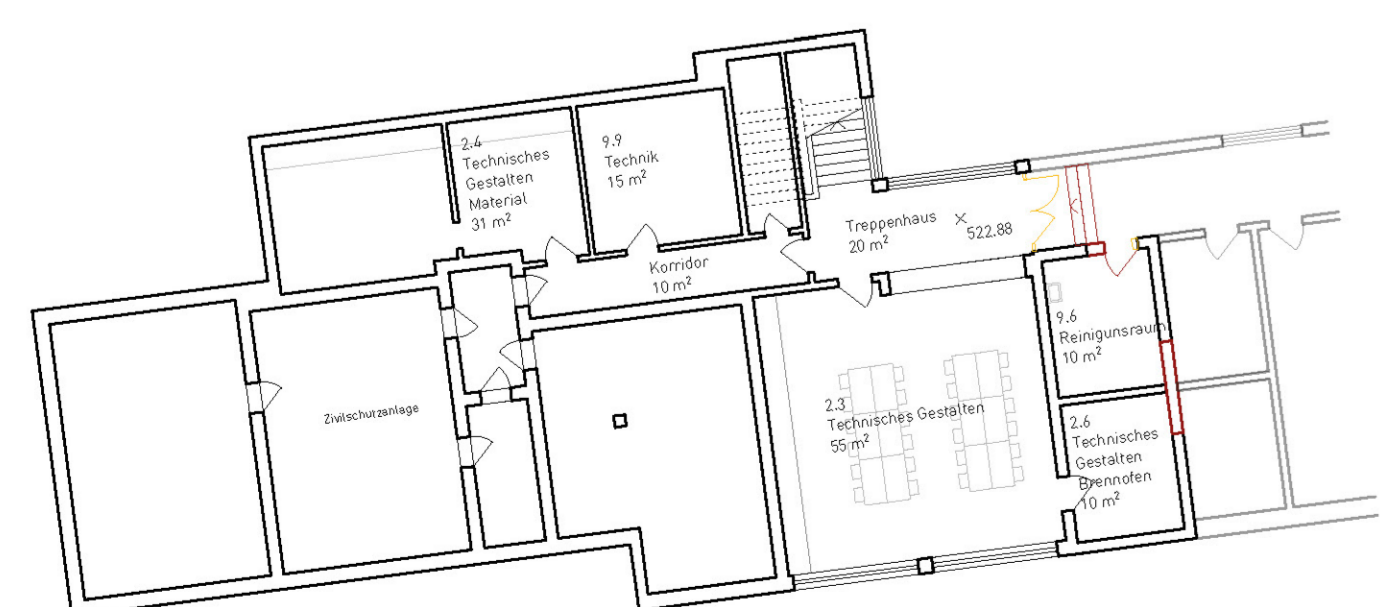 2.4
Technisches
Gestalten
Material
31 m²
9.9
Technik
15 m²
Treppenhaus
20 m²
522.88
Korridor
10 m²
9.6
Reinigunsraum
10 m²
Zivilschurzanlage
2.3
Technisches Gestalten
55 m²
2.6
Technisches
Gestalten
Brennofen
10 m²